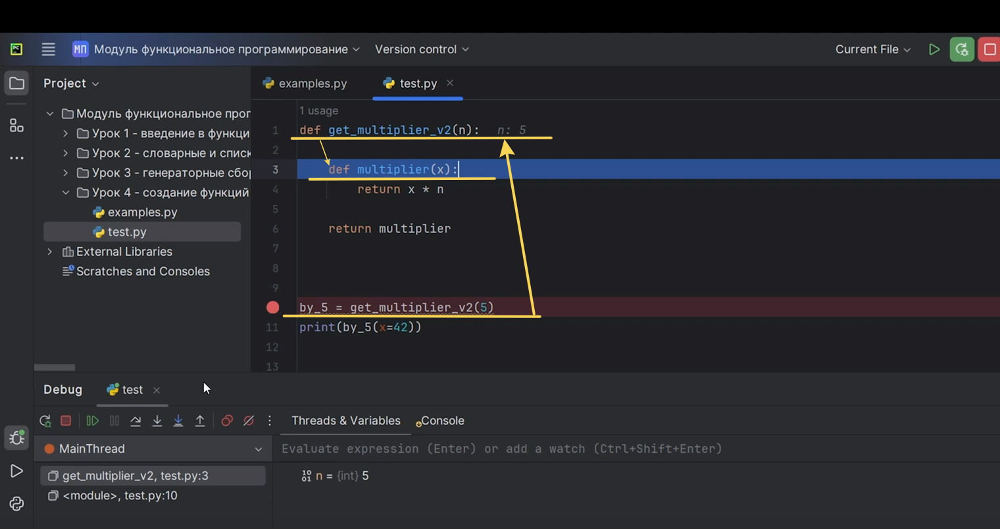 PC
МП Модуль функциональное программирование Version control Current File
Project
Модуль функциональное прог
Урок 1 - введение в функци
Урок 2 - словарные и списк
Урок 3 - генераторные сбор
Урок 4 - создание функций
examples.py
test.py
External Libraries
Scratches and Consoles
examples.py test.py
1 usage
1 def get_multiplier_v2(n): n: 5
2
3 def multiplier(x):
4 return x * n
5
6 return multiplier
7
8
9
by_5 = get_multiplier_v2(5)
11 print(by_5(x=42))
12
13
Debug test
Threads & Variables Console
MainThread
get_multiplier_v2, test.py:3
<module>, test.py:10
Evaluate expression (Enter) or add a watch (Ctrl+Shift+Enter)
10
01 n = {int} 5